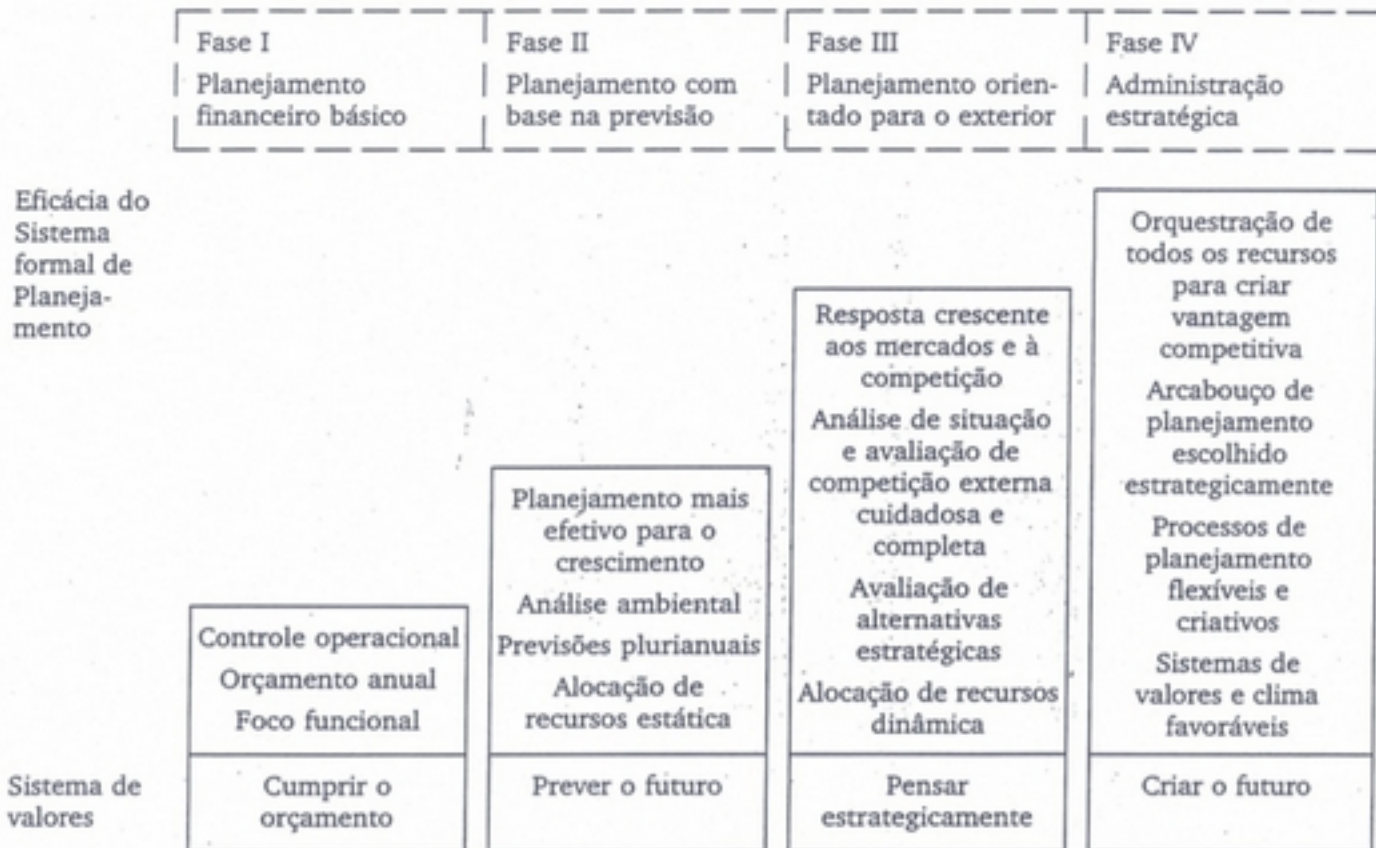 Fase I
Planejamento
financeiro básico
Fase II
Planejamento com
base na previsão
Fase III
Planejamento orien-
tado para o exterior
Fase IV
Administração
estratégica
Eficácia do
Sistema
formal de
Planeja-
mento
Controle operacional
Orçamento anual
Foco funcional
Planejamento mais
efetivo para o
crescimento
Análise ambiental
Previsões plurianuais
Alocação de
recursos estática
Resposta crescente
aos mercados e à
competição
Análise de situação
e avaliação de
competição externa
cuidadosa e
completa
Avaliação de
alternativas
estratégicas
Alocação de recursos
dinâmica
Orquestração de
todos os recursos
para criar
vantagem
competitiva
Arcabouço de
planejamento
escolhido
estrategicamente
Processos de
planejamento
flexíveis e
criativos
Sistemas de
valores e clima
favoráveis
Sistema de
valores
Cumprir o
orçamento
Prever o futuro
Pensar
estrategicamente
Criar o futuro